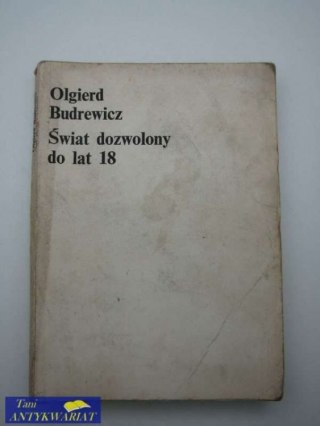 Olgierd
Budrewicz
Świat dozwolony
do lat 18
Tani
ANTYKWARIAT